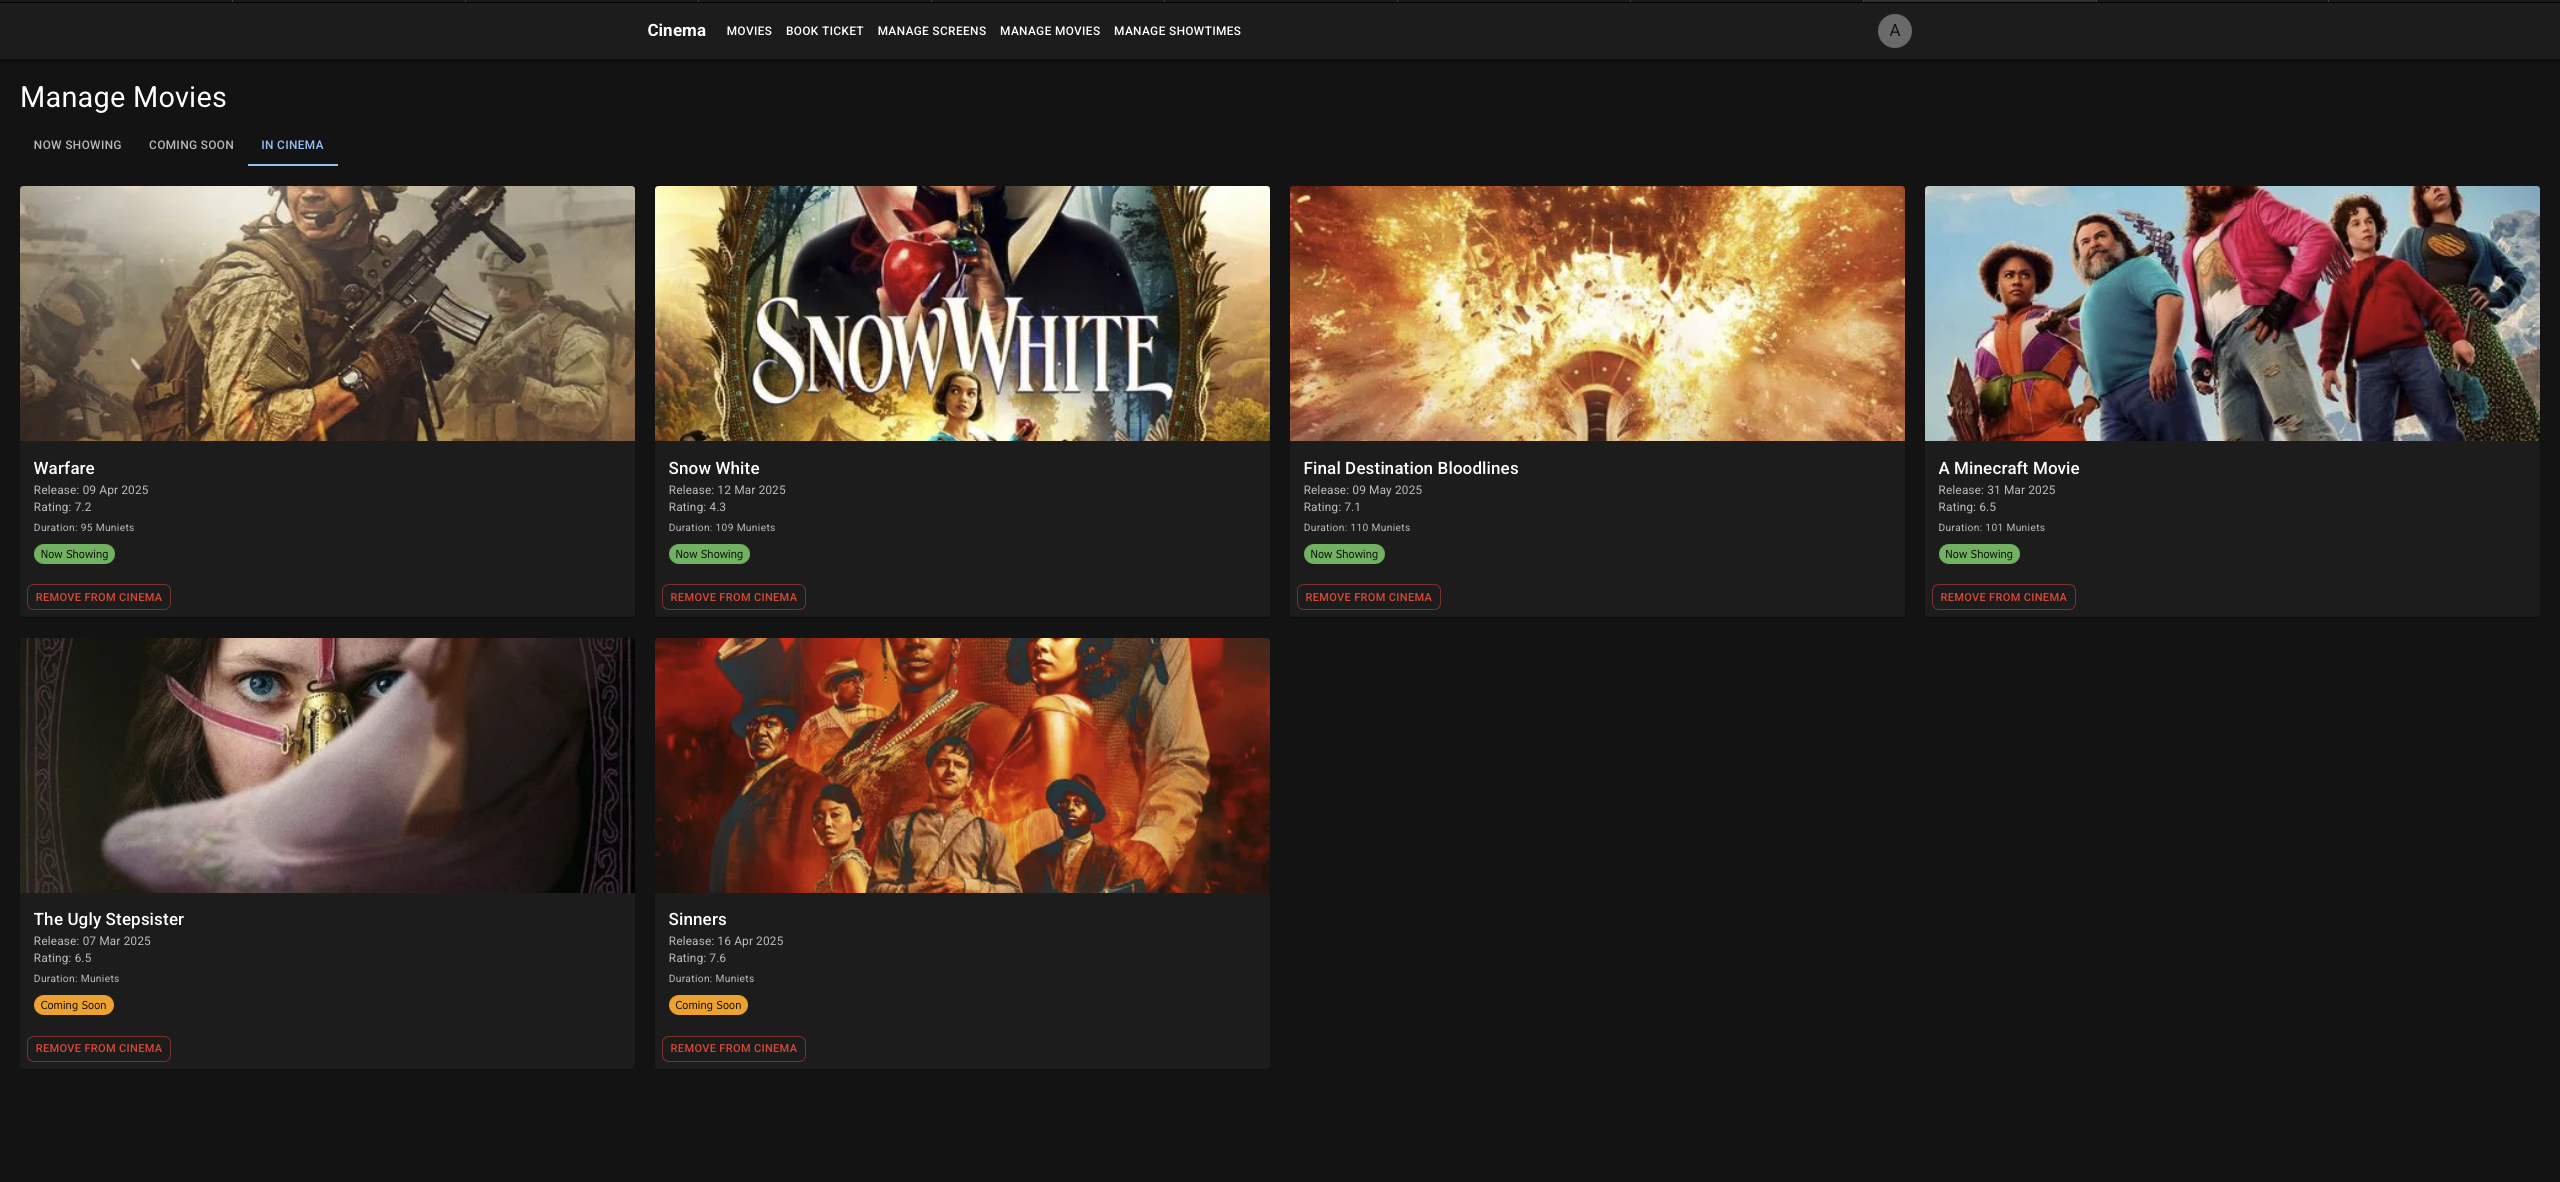 Cinema MOVIES BOOK TICKET MANAGE SCREENS MANAGE MOVIES MANAGE SHOWTIMES A
Manage Movies
NOW SHOWING COMING SOON IN CINEMA
SNOW WHITE
Warfare
Release: 09 Apr 2025
Rating: 7.2
Duration: 95 Muniets
Now Showing
REMOVE FROM CINEMA
Snow White
Release: 12 Mar 2025
Rating: 4.3
Duration: 109 Muniets
Now Showing
REMOVE FROM CINEMA
Final Destination Bloodlines
Release: 09 May 2025
Rating: 7.1
Duration: 110 Muniets
Now Showing
REMOVE FROM CINEMA
A Minecraft Movie
Release: 31 Mar 2025
Rating: 6.5
Duration: 101 Muniets
Now Showing
REMOVE FROM CINEMA
The Ugly Stepsister
Release: 07 Mar 2025
Rating: 6.5
Duration: Muniets
Coming Soon
REMOVE FROM CINEMA
Sinners
Release: 16 Apr 2025
Rating: 7.6
Duration: Muniets
Coming Soon
REMOVE FROM CINEMA